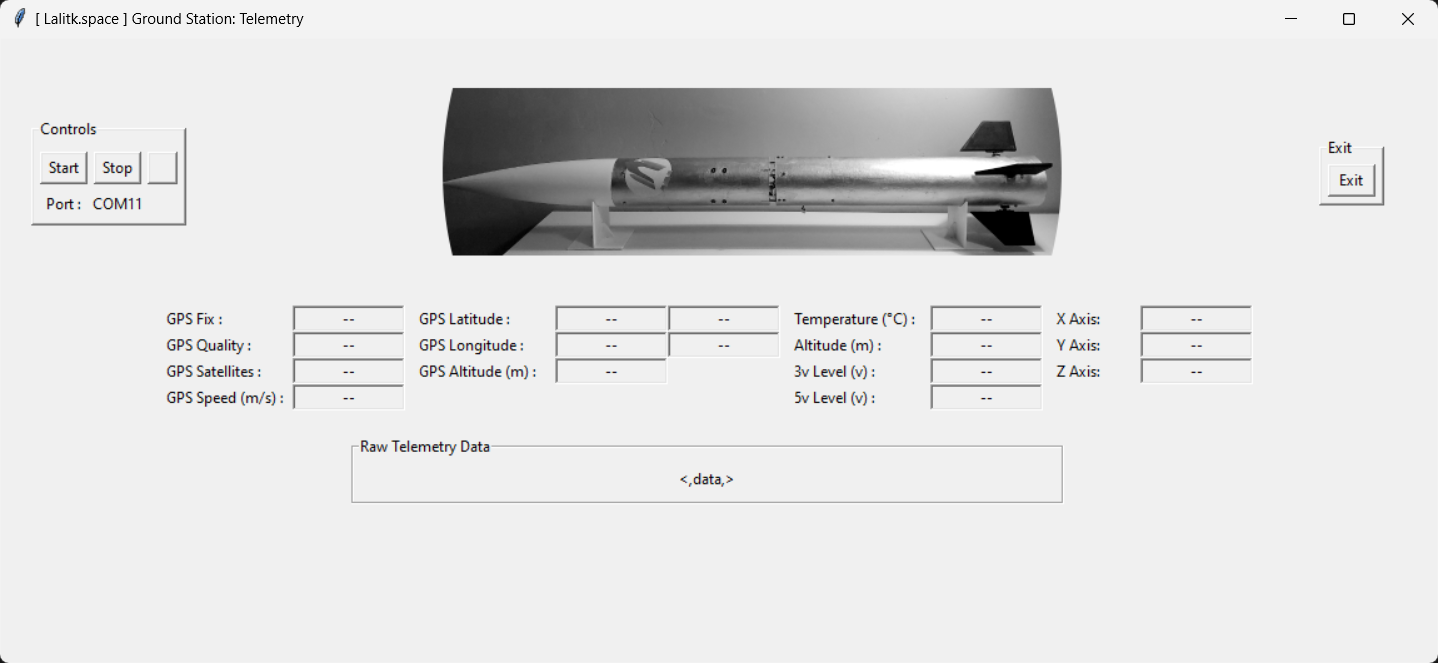 [ Lalitk.space ] Ground Station: Telemetry
Controls
Start Stop
Port : COM11
Exit
Exit
GPS Fix : -- GPS Latitude : -- -- Temperature (°C) : -- X Axis: --
GPS Quality : -- GPS Longitude : -- -- Altitude (m) : -- Y Axis: --
GPS Satellites : -- GPS Altitude (m) : -- 3v Level (v) : -- Z Axis: --
GPS Speed (m/s) : -- 5v Level (v) : --
Raw Telemetry Data
<,data,>